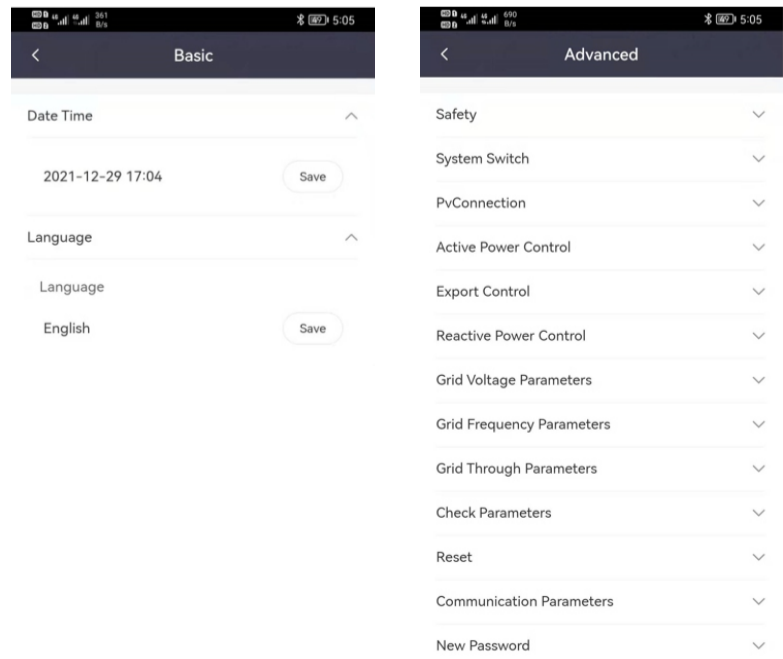 361
B/s
5:05
Basic
Date Time
2021-12-29 17:04
Save
Language
Language
English
Save
690
B/s
5:05
Advanced
Safety
System Switch
PvConnection
Active Power Control
Export Control
Reactive Power Control
Grid Voltage Parameters
Grid Frequency Parameters
Grid Through Parameters
Check Parameters
Reset
Communication Parameters
New Password